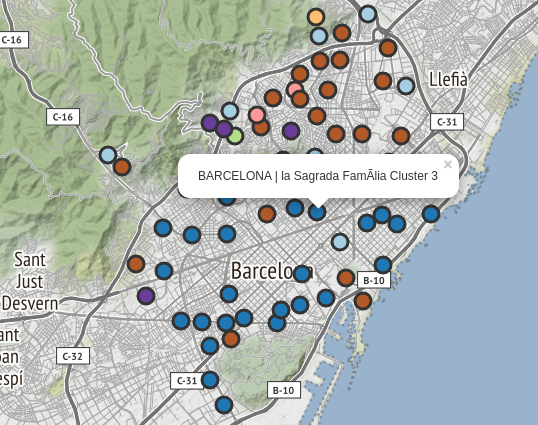 C-16
Llefià
C-16
C-31
BARCELONA | la Sagrada FamÃlia Cluster 3
×
Sant
Just
Desvern
Barcelona
B-10
ant
oan
espí
C-32
C-31
B-10